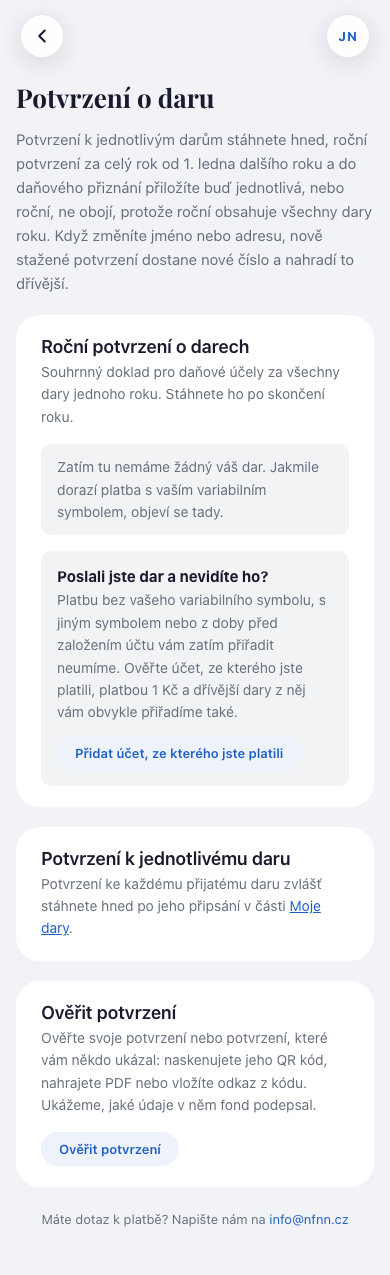 JN
Potvrzení o daru
Potvrzení k jednotlivým darům stáhnete hned, roční
potvrzení za celý rok od 1. ledna dalšího roku a do
daňového přiznání přiložíte buď jednotlivá, nebo
roční, ne obojí, protože roční obsahuje všechny dary
roku. Když změníte jméno nebo adresu, nově
stažené potvrzení dostane nové číslo a nahradí to
dřívější.
Roční potvrzení o darech
Souhrnný doklad pro daňové účely za všechny
dary jednoho roku. Stáhnete ho po skončení
roku.
Zatím tu nemáme žádný váš dar. Jakmile
dorazí platba s vaším variabilním
symbolem, objeví se tady.
Poslali jste dar a nevidíte ho?
Platbu bez vašeho variabilního symbolu, s
jiným symbolem nebo z doby před
založením účtu vám zatím přiřadit
neumíme. Ověřte účet, ze kterého jste
platili, platbou 1 Kč a dřívější dary z něj
vám obvykle přiřadíme také.
Přidat účet, ze kterého jste platili
Potvrzení k jednotlivému daru
Potvrzení ke každému přijatému daru zvlášť
stáhnete hned po jeho připsání v části Moje
dary.
Ověřit potvrzení
Ověřte svoje potvrzení nebo potvrzení, které
vám někdo ukázal: naskenujete jeho QR kód,
nahrajete PDF nebo vložíte odkaz z kódu.
Ukážeme, jaké údaje v něm fond podepsal.
Ověřit potvrzení
Máte dotaz k platbě? Napište nám na info@nfnn.cz